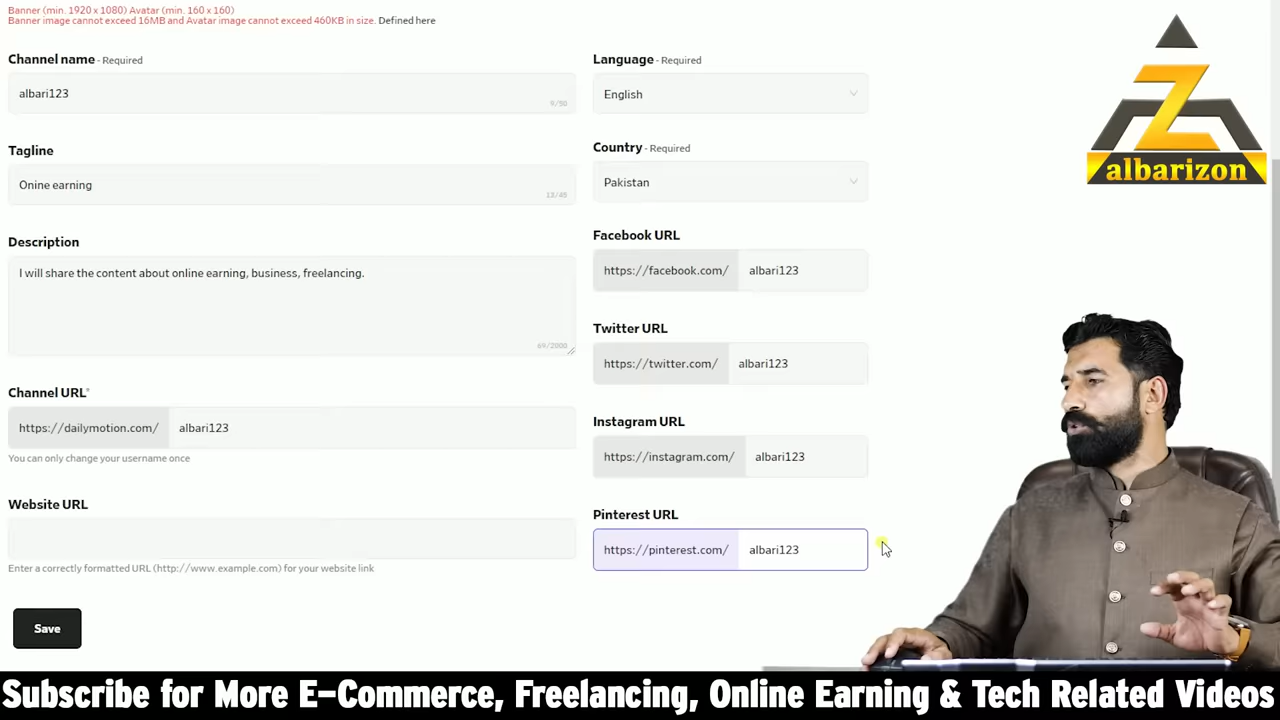 Banner (min. 1920 x 1080) Avatar (min. 160 x 160)
Banner image cannot exceed 16MB and Avatar image cannot exceed 460KB in size. Defined here
Channel name - Required
albari123
9/50
Tagline
Onine earning
13/45
Description
I will share the content about online earning, business, freelancing.
69/2000
Channel URL*
https://dailymotion.com/ albari123
You can only change your username once
Website URL
Enter a correctly formatted URL (http://www.example.com) for your website link
Save
Language - Required
English
Country - Required
Pakistan
Facebook URL
https://facebook.com/ albari123
Twitter URL
https://twitter.com/ albari123
Instagram URL
https://instagram.com/ albari123
Pinterest URL
https://pinterest.com/ albari123
Z
albarizon
Subscribe for More E-Commerce, Freelancing, Online Earning & Tech Related Videos